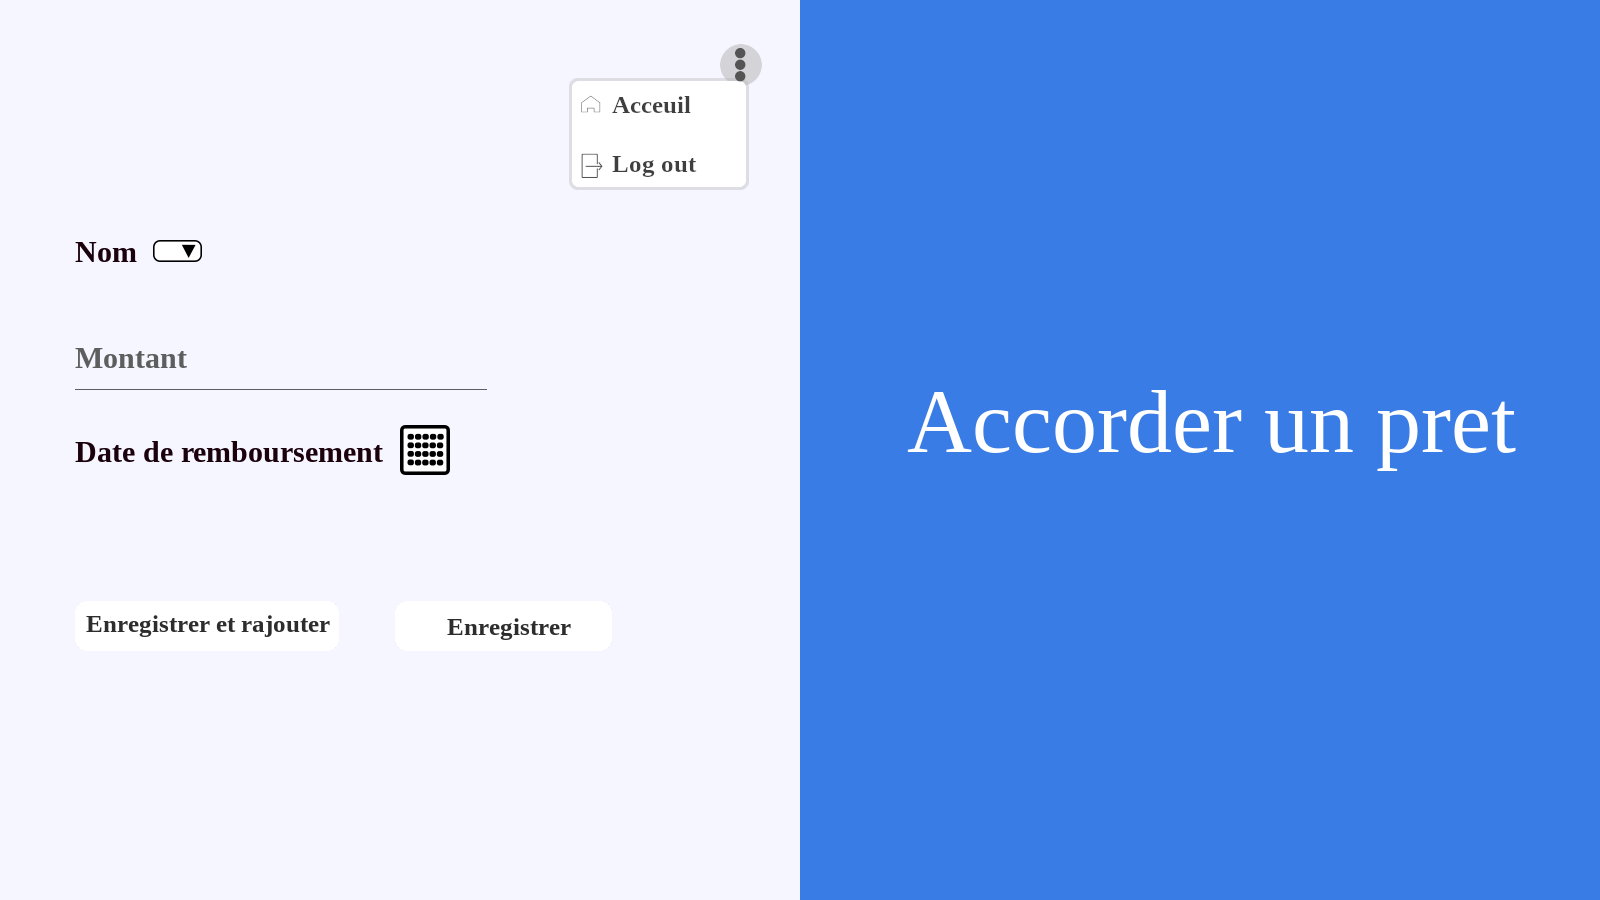 Acceuil
Log out
Nom
Montant
Date de remboursement
Enregistrer et rajouter
Enregistrer
Accorder un pret